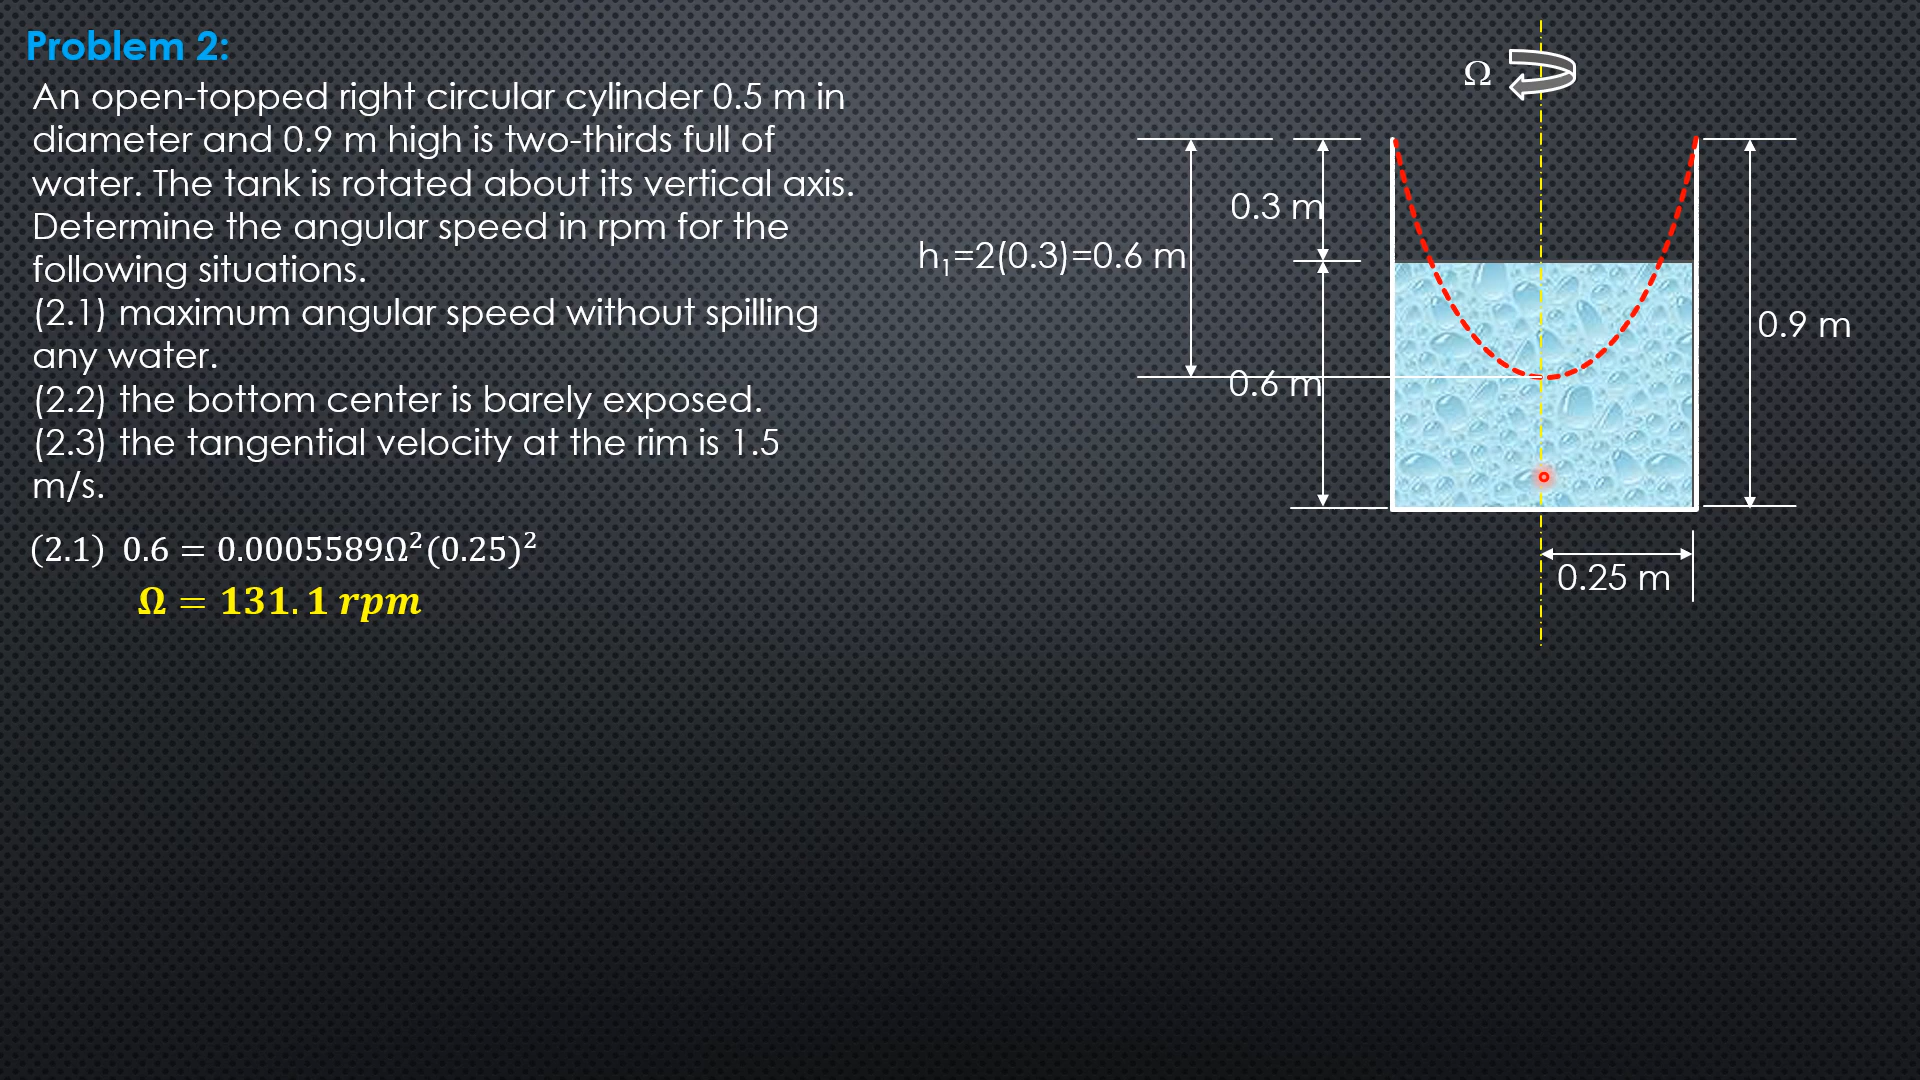 Problem 2:
An open-topped right circular cylinder 0.5 m in
diameter and 0.9 m high is two-thirds full of
water. The tank is rotated about its vertical axis.
Determine the angular speed in rpm for the
following situations.
(2.1) maximum angular speed without spilling
any water.
(2.2) the bottom center is barely exposed.
(2.3) the tangential velocity at the rim is 1.5
m/s.
(2.1) 0.6 = 0.0005589Ω²(0.25)²
Ω = 131.1 rpm
Ω
0.3 m
h₁=2(0.3)=0.6 m
0.9 m
0.6 m
0.25 m